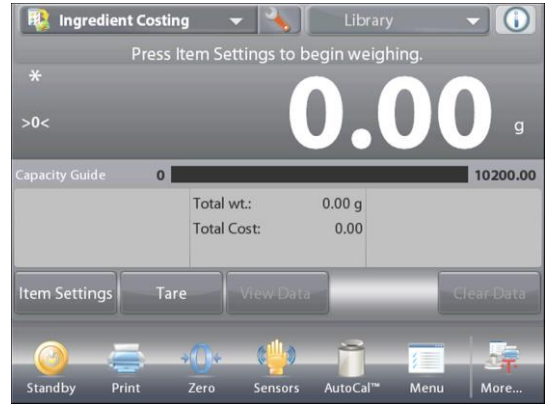 Ingredient Costing Library
Press Item Settings to begin weighing.
*
>0< 0.00 g
Capacity Guide 0 10200.00
Total wt.: 0.00 g
Total Cost: 0.00
Item Settings Tare View Data Clear Data
Standby Print Zero Sensors AutoCal™ Menu More...